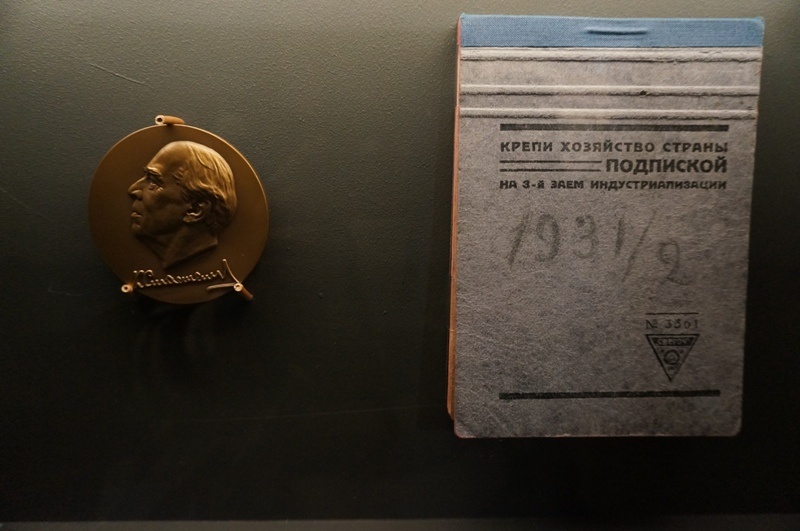 КРЕПИ ХОЗЯЙСТВО СТРАНЫ
ПОДПИСКОЙ
НА 3-й ЗАЕМ ИНДУСТРИАЛИЗАЦИИ
1931/2
№ 3561